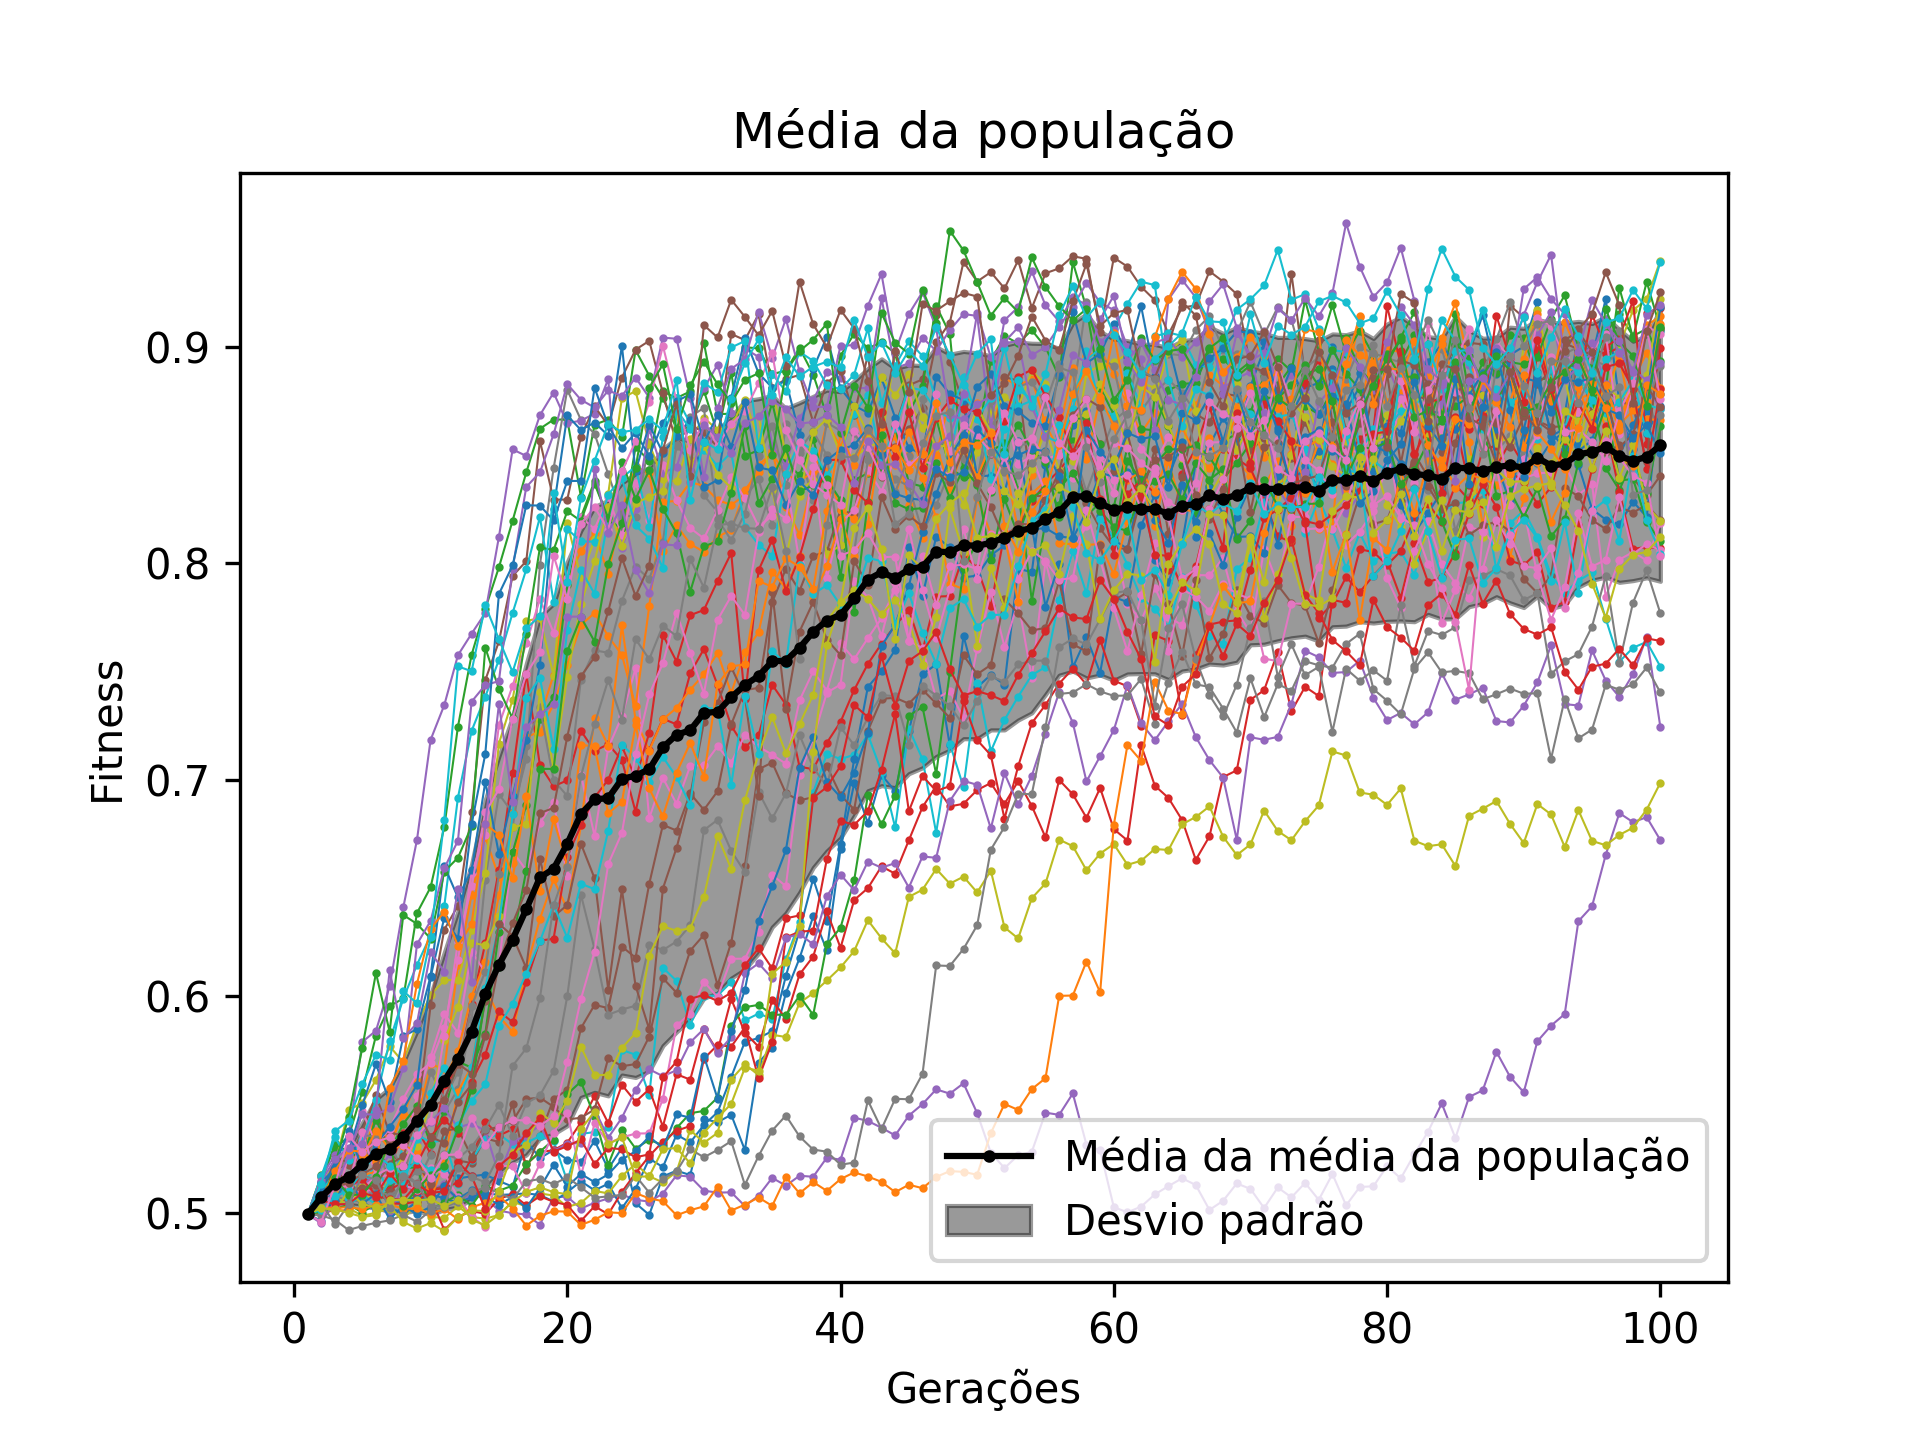 Média da população
Fitness
0.9
0.8
0.7
0.6
0.5
Média da média da população
Desvio padrão
0 20 40 60 80 100
Gerações